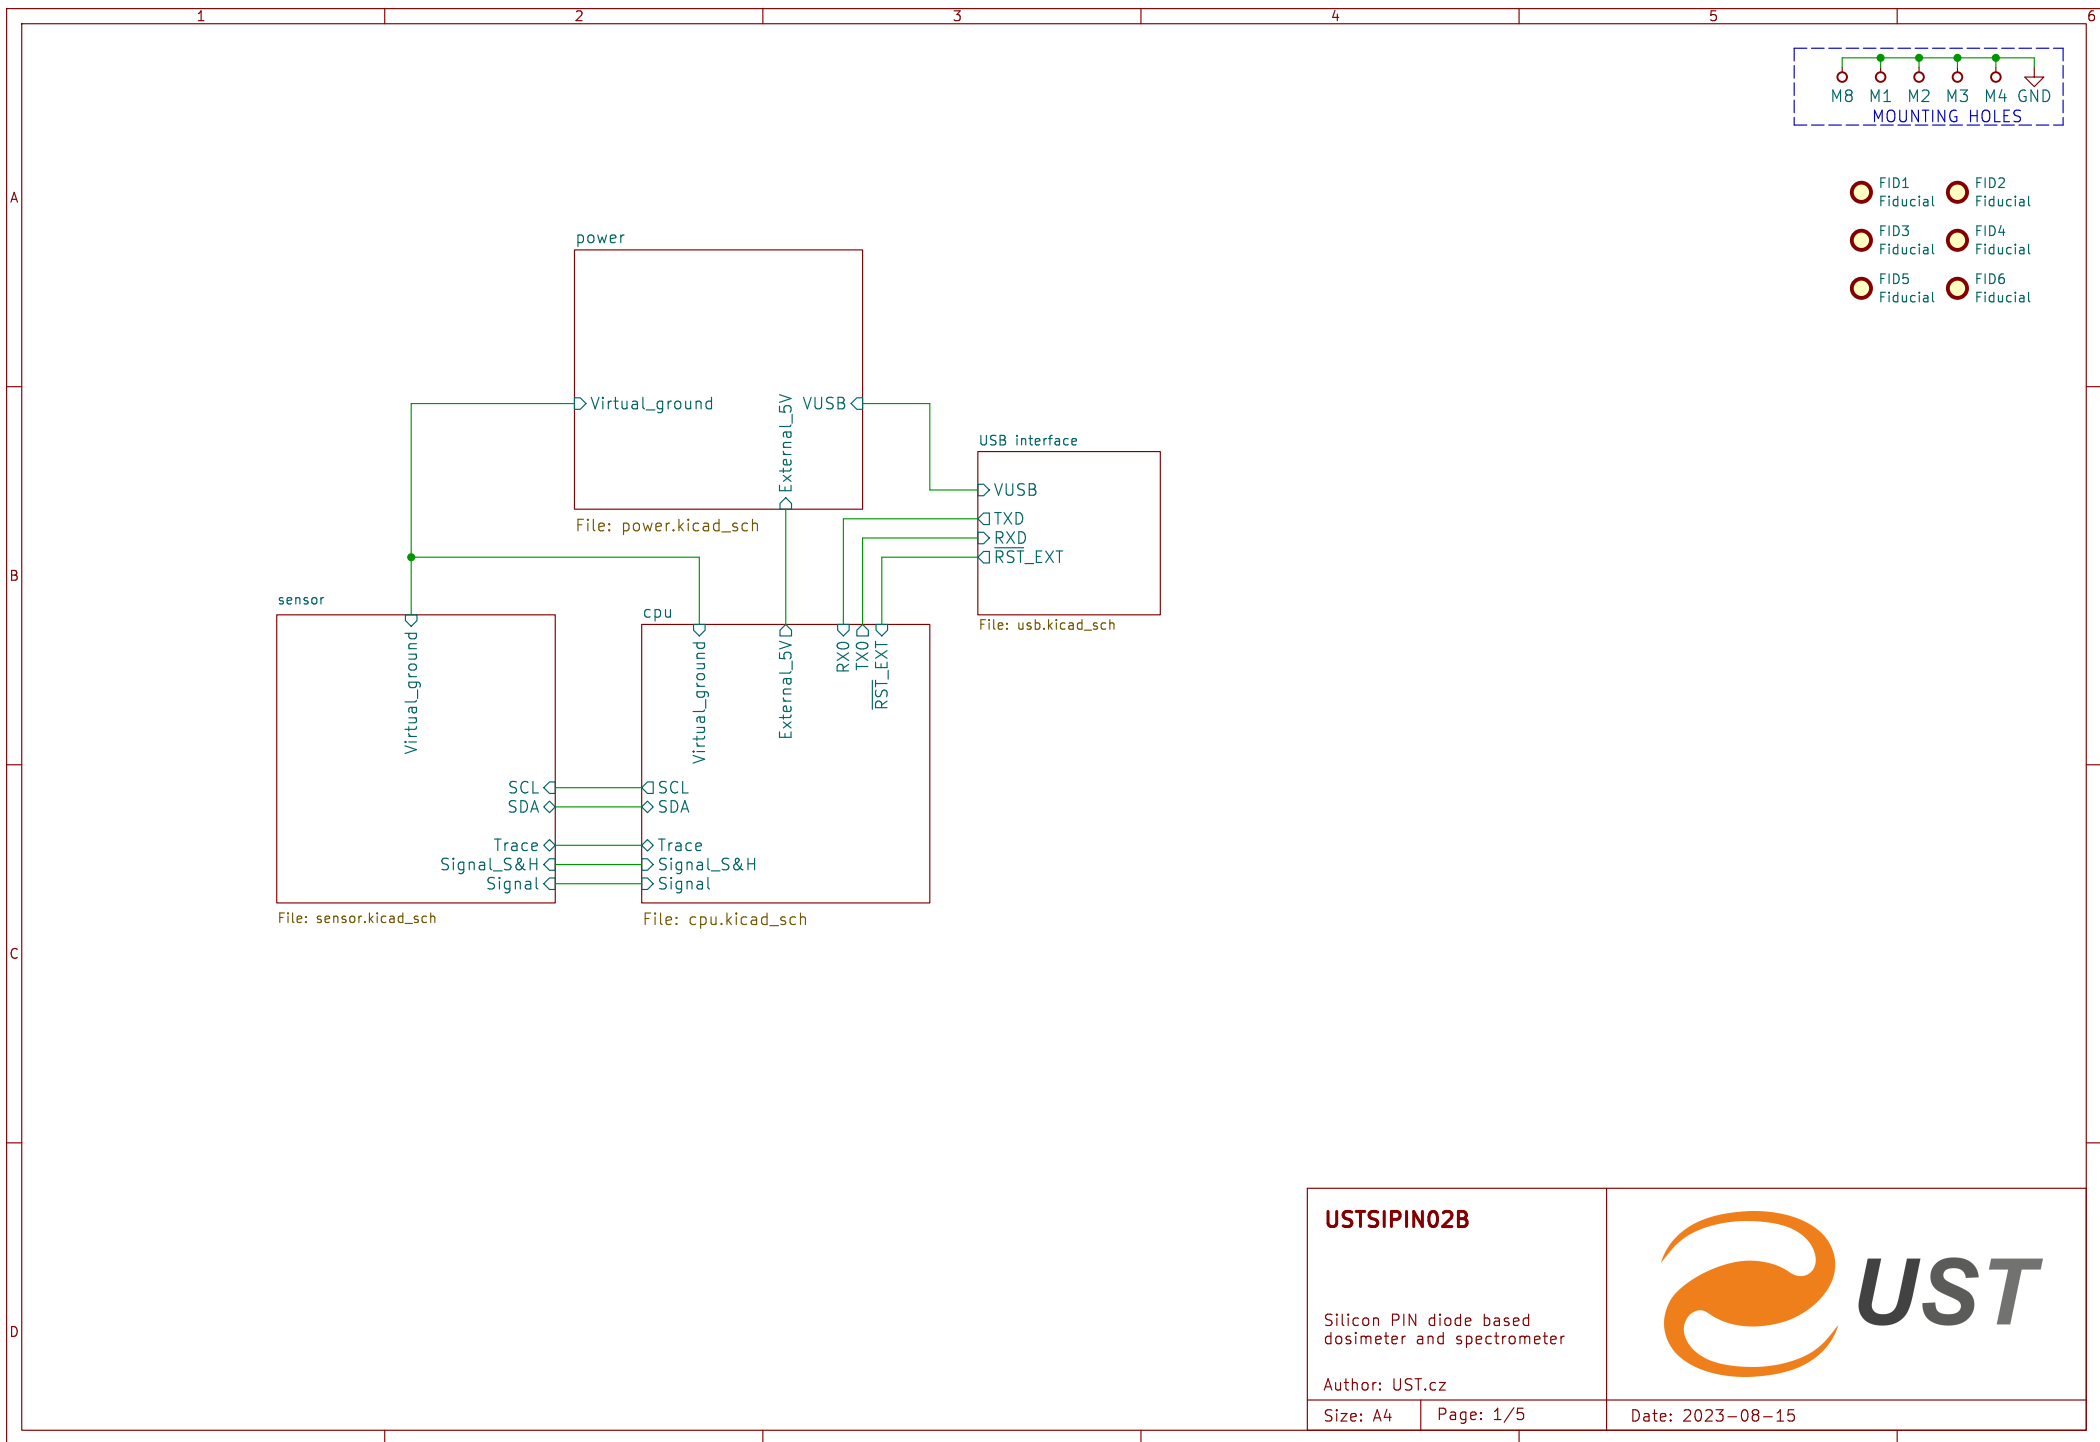 1 2 3 4 5 6
A
B
C
D
M8 M1 M2 M3 M4 GND
MOUNTING HOLES
FID1
Fiducial
FID2
Fiducial
FID3
Fiducial
FID4
Fiducial
FID5
Fiducial
FID6
Fiducial
power
Virtual_ground
External_5V
VUSB
File: power.kicad_sch
USB interface
VUSB
TXD
RXD
RST_EXT
File: usb.kicad_sch
sensor
Virtual_ground
SCL
SDA
Trace
Signal_S&H
Signal
File: sensor.kicad_sch
cpu
Virtual_ground
External_5V
RX0
TX0
RST_EXT
SCL
SDA
Trace
Signal_S&H
Signal
File: cpu.kicad_sch
USTSIPIN02B
Silicon PIN diode based
dosimeter and spectrometer
Author: UST.cz
Size: A4
Page: 1/5
Date: 2023-08-15
UST